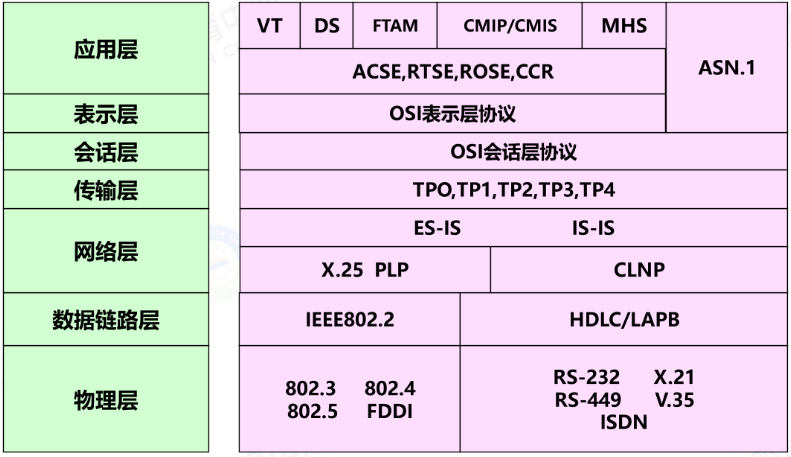 应用层
VT DS FTAM CMIP/CMIS MHS
ACSE,RTSE,ROSE,CCR
ASN.1
表示层
OSI表示层协议
会话层
OSI会话层协议
传输层
TPO,TP1,TP2,TP3,TP4
网络层
ES-IS IS-IS
X.25 PLP CLNP
数据链路层
IEEE802.2 HDLC/LAPB
物理层
802.3 802.4
802.5 FDDI
RS-232 X.21
RS-449 V.35
ISDN